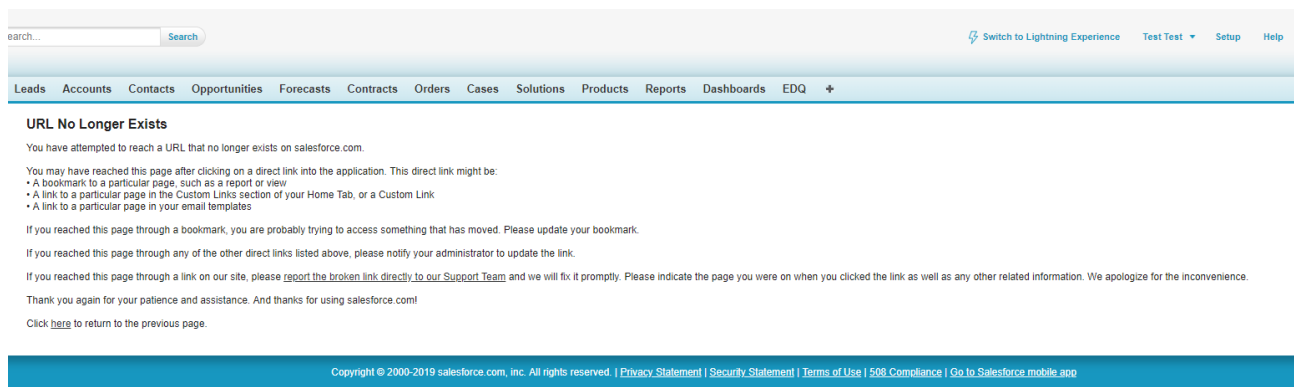 earch... Search Switch to Lightning Experience Test Test Setup Help
Leads Accounts Contacts Opportunities Forecasts Contracts Orders Cases Solutions Products Reports Dashboards EDQ +
URL No Longer Exists
You have attempted to reach a URL that no longer exists on salesforce.com.
You may have reached this page after clicking on a direct link into the application. This direct link might be:
• A bookmark to a particular page, such as a report or view
• A link to a particular page in the Custom Links section of your Home Tab, or a Custom Link
• A link to a particular page in your email templates
If you reached this page through a bookmark, you are probably trying to access something that has moved. Please update your bookmark.
If you reached this page through any of the other direct links listed above, please notify your administrator to update the link.
If you reached this page through a link on our site, please report the broken link directly to our Support Team and we will fix it promptly. Please indicate the page you were on when you clicked the link as well as any other related information. We apologize for the inconvenience.
Thank you again for your patience and assistance. And thanks for using salesforce.com!
Click here to return to the previous page.
Copyright © 2000-2019 salesforce.com, inc. All rights reserved. | Privacy Statement | Security Statement | Terms of Use | 508 Compliance | Go to Salesforce mobile app